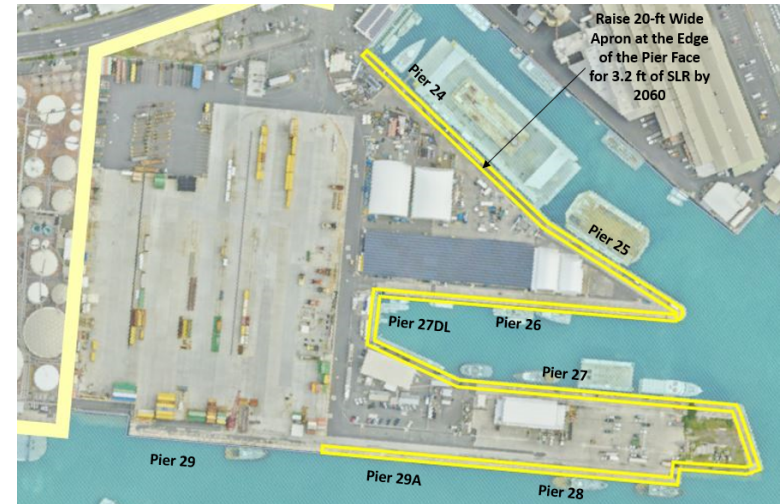 Raise 20-ft Wide
Apron at the Edge
of the Pier Face
for 3.2 ft of SLR by
2060
Pier 24
Pier 25
Pier 27DL
Pier 26
Pier 27
Pier 29
Pier 29A
Pier 28